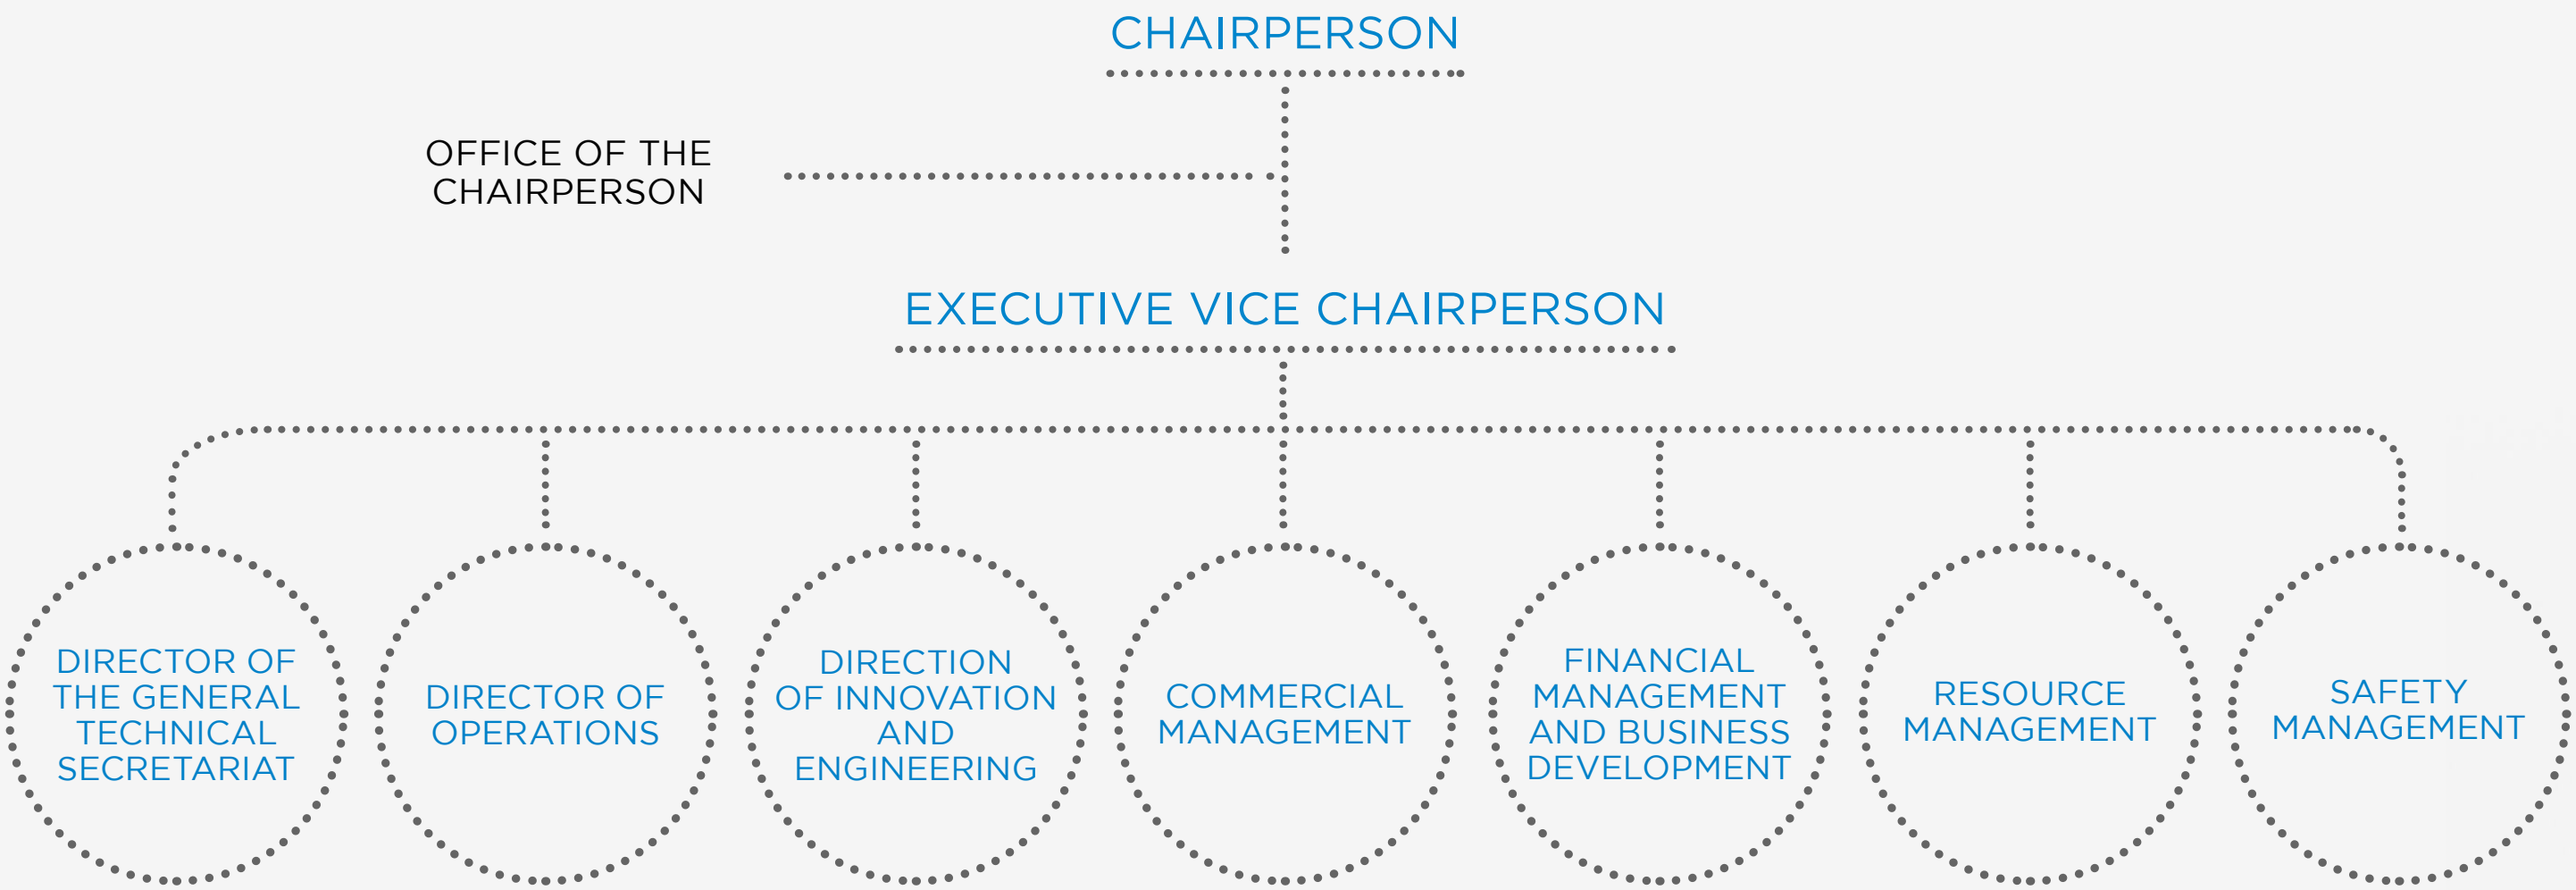 CHAIRPERSON
OFFICE OF THE
CHAIRPERSON
EXECUTIVE VICE CHAIRPERSON
DIRECTOR OF
THE GENERAL
TECHNICAL
SECRETARIAT
DIRECTOR OF
OPERATIONS
DIRECTION
OF INNOVATION
AND
ENGINEERING
COMMERCIAL
MANAGEMENT
FINANCIAL
MANAGEMENT
AND BUSINESS
DEVELOPMENT
RESOURCE
MANAGEMENT
SAFETY
MANAGEMENT